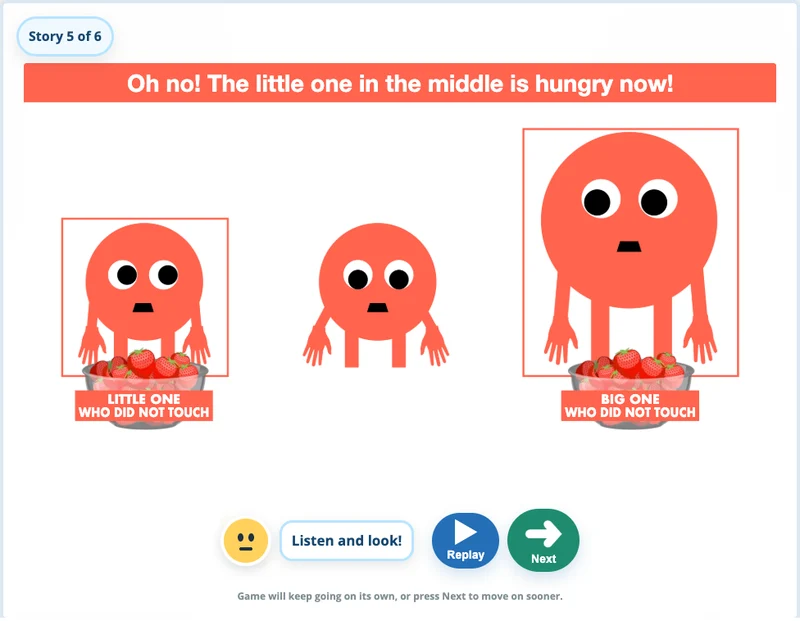 Story 5 of 6
Oh no! The little one in the middle is hungry now!
LITTLE ONE
WHO DID NOT TOUCH
BIG ONE
WHO DID NOT TOUCH
Listen and look!
Replay
Next
Game will keep going on its own, or press Next to move on sooner.